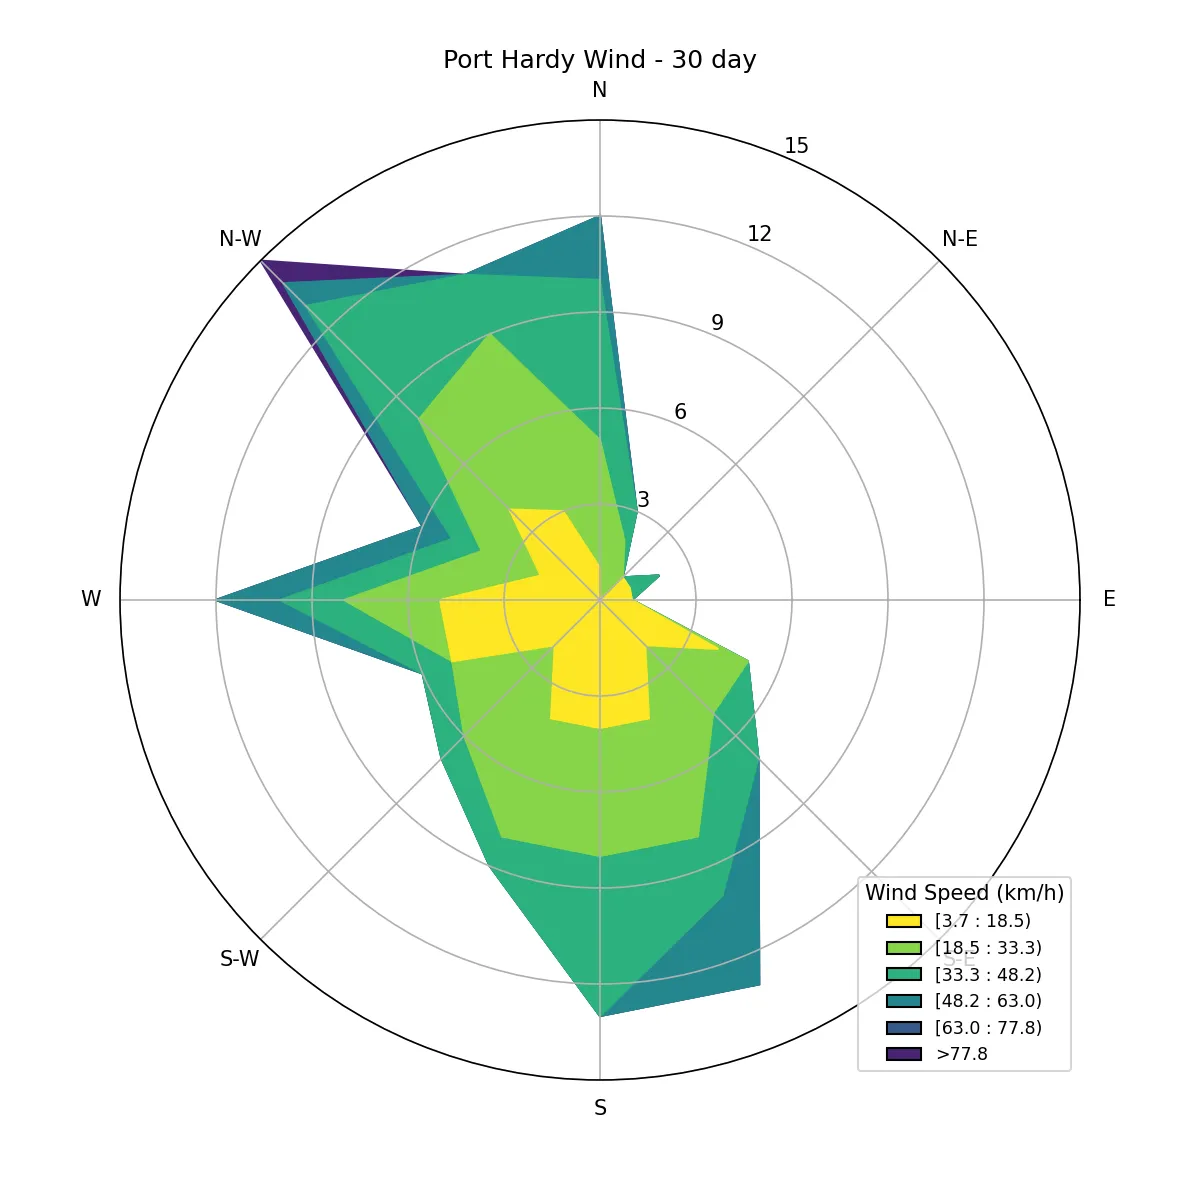 Port Hardy Wind - 30 day
N
15
N-W
12
N-E
9
6
3
W
E
S-W
S-E
S
Wind Speed (km/h)
[3.7 : 18.5)
[18.5 : 33.3)
[33.3 : 48.2)
[48.2 : 63.0)
[63.0 : 77.8)
>77.8